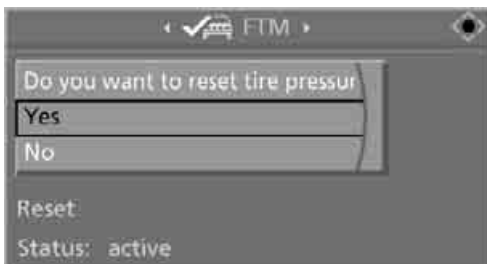 FTM
Do you want to reset tire pressur
Yes
No
Reset
Status: active